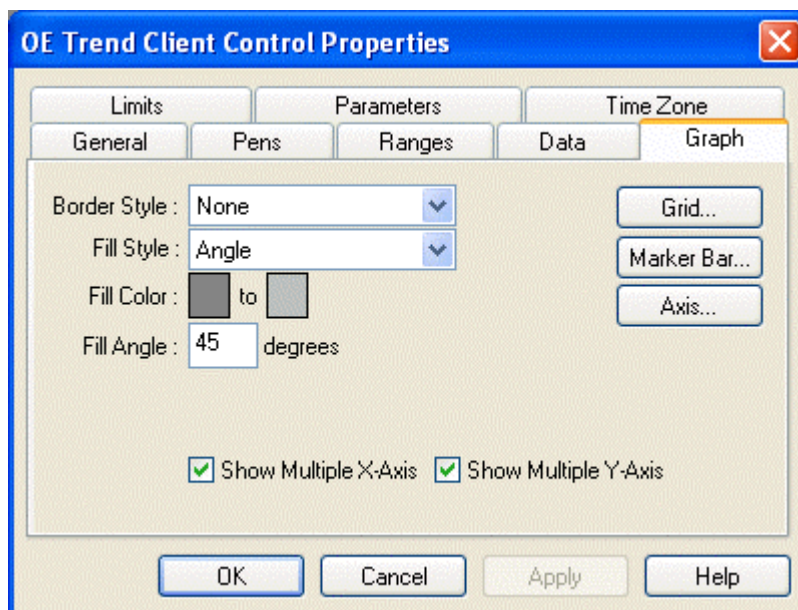 OE Trend Client Control Properties
Limits Parameters Time Zone
General Pens Ranges Data Graph
Border Style : None Grid...
Fill Style : Angle Marker Bar...
Fill Color : to Axis...
Fill Angle : 45 degrees
Show Multiple X-Axis Show Multiple Y-Axis
OK Cancel Apply Help